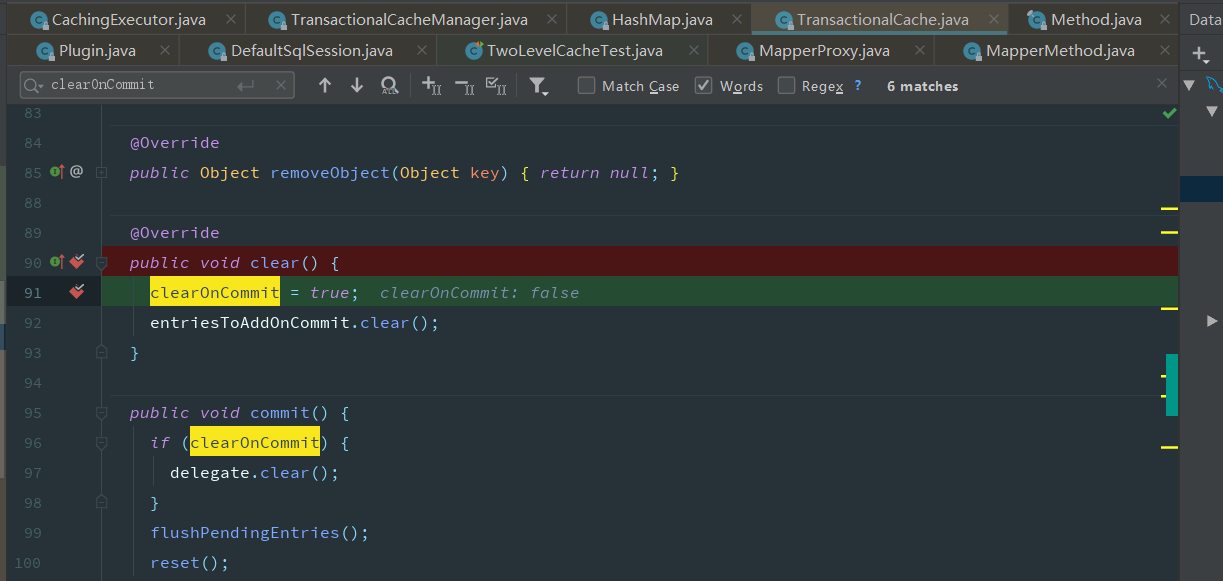 CachingExecutor.java TransactionalCacheManager.java HashMap.java TransactionalCache.java Method.java Data
Plugin.java DefaultSqlSession.java TwoLevelCacheTest.java MapperProxy.java MapperMethod.java
clearOnCommit Match Case Words Regex ? 6 matches
83
84 @Override
85 @ public Object removeObject(Object key) { return null; }
88
89 @Override
90 public void clear() {
91 clearOnCommit = true; clearOnCommit: false
92 entriesToAddOnCommit.clear();
93 }
94
95 public void commit() {
96 if (clearOnCommit) {
97 delegate.clear();
98 }
99 flushPendingEntries();
100 reset();